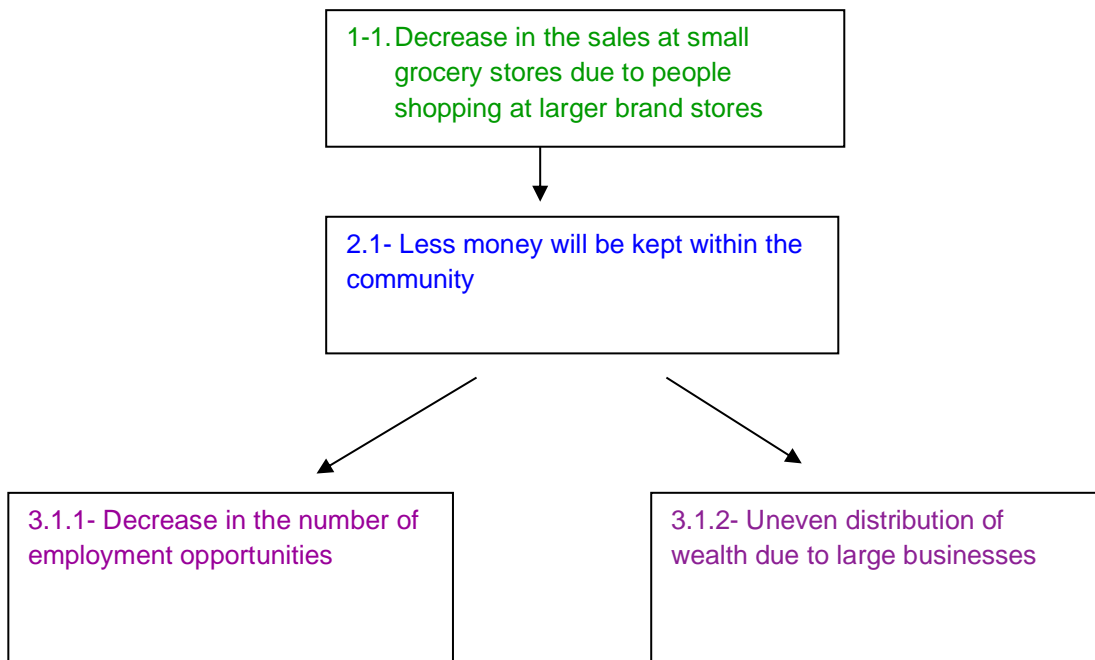 1-1. Decrease in the sales at small
grocery stores due to people
shopping at larger brand stores
2.1- Less money will be kept within the
community
3.1.1- Decrease in the number of
employment opportunities
3.1.2- Uneven distribution of
wealth due to large businesses